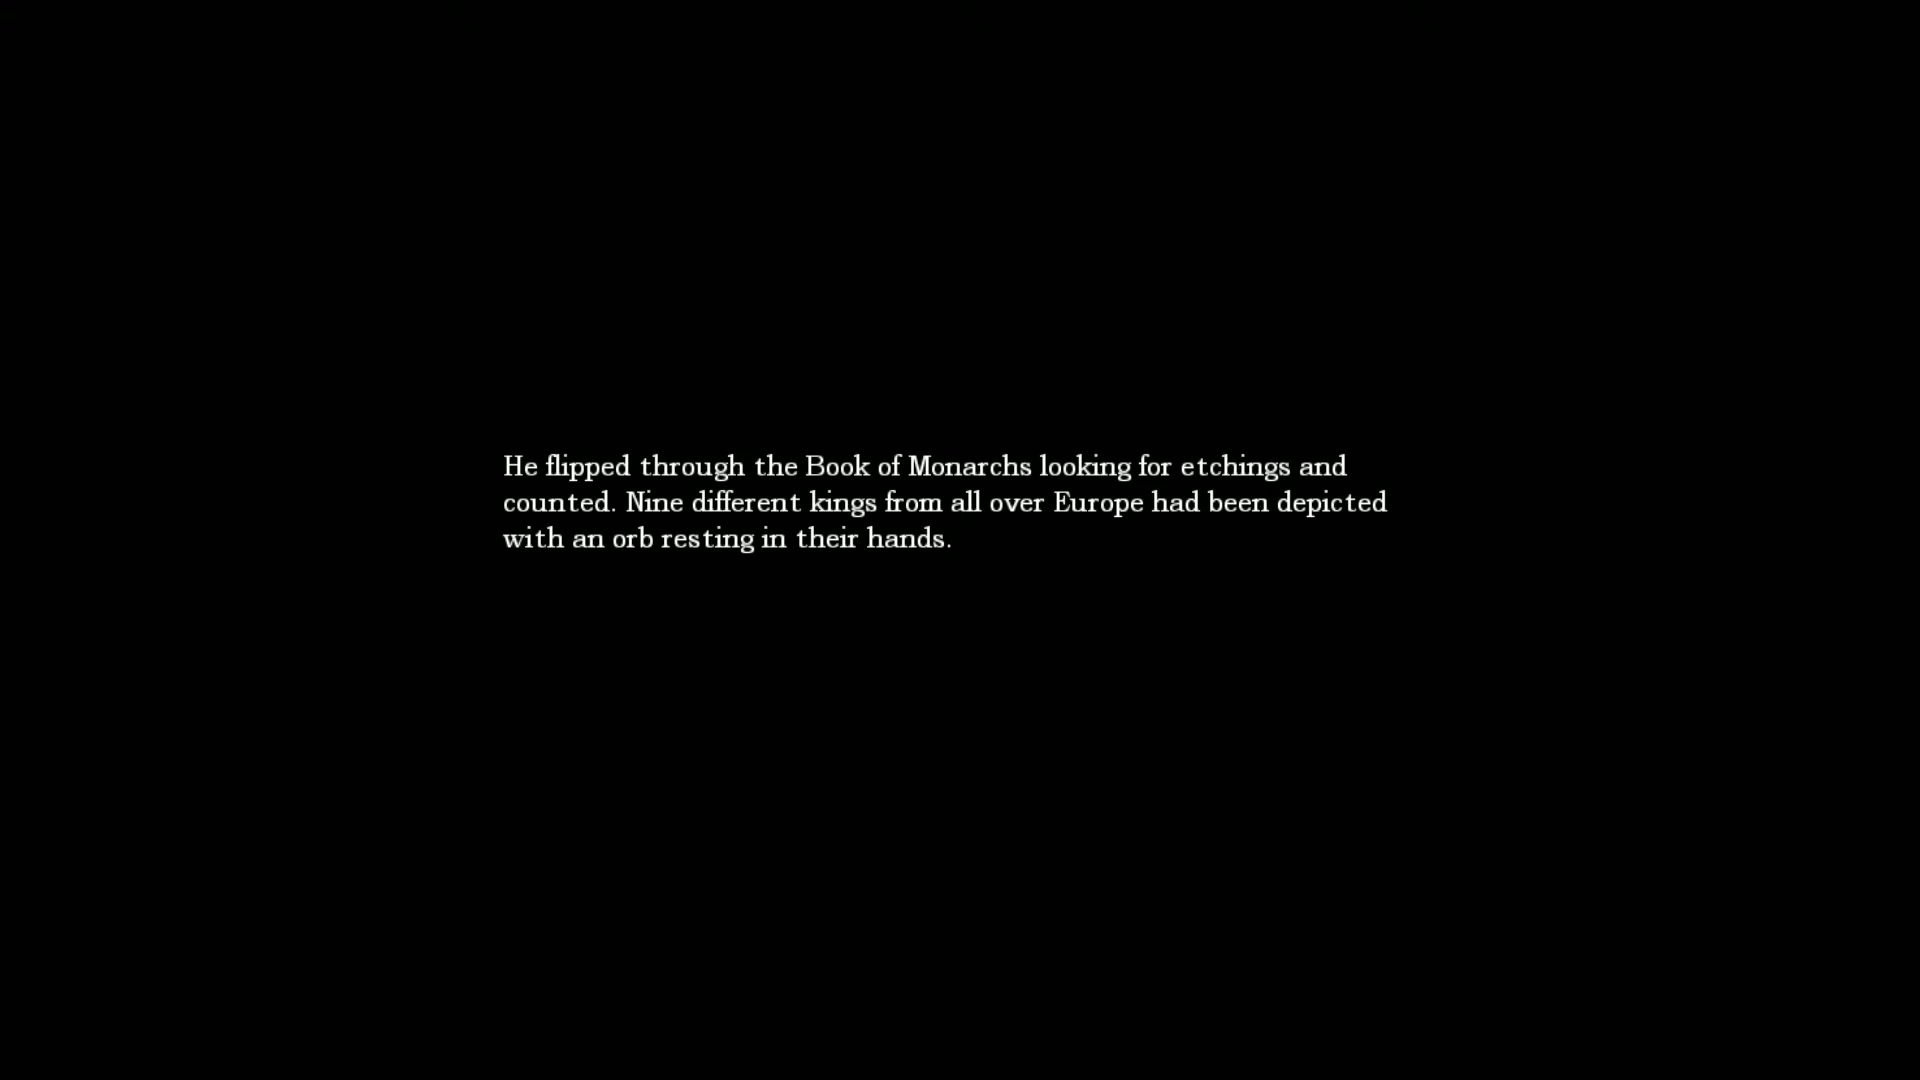 He flipped through the Book of Monarchs looking for etchings and
counted. Nine different kings from all over Europe had been depicted
with an orb resting in their hands.